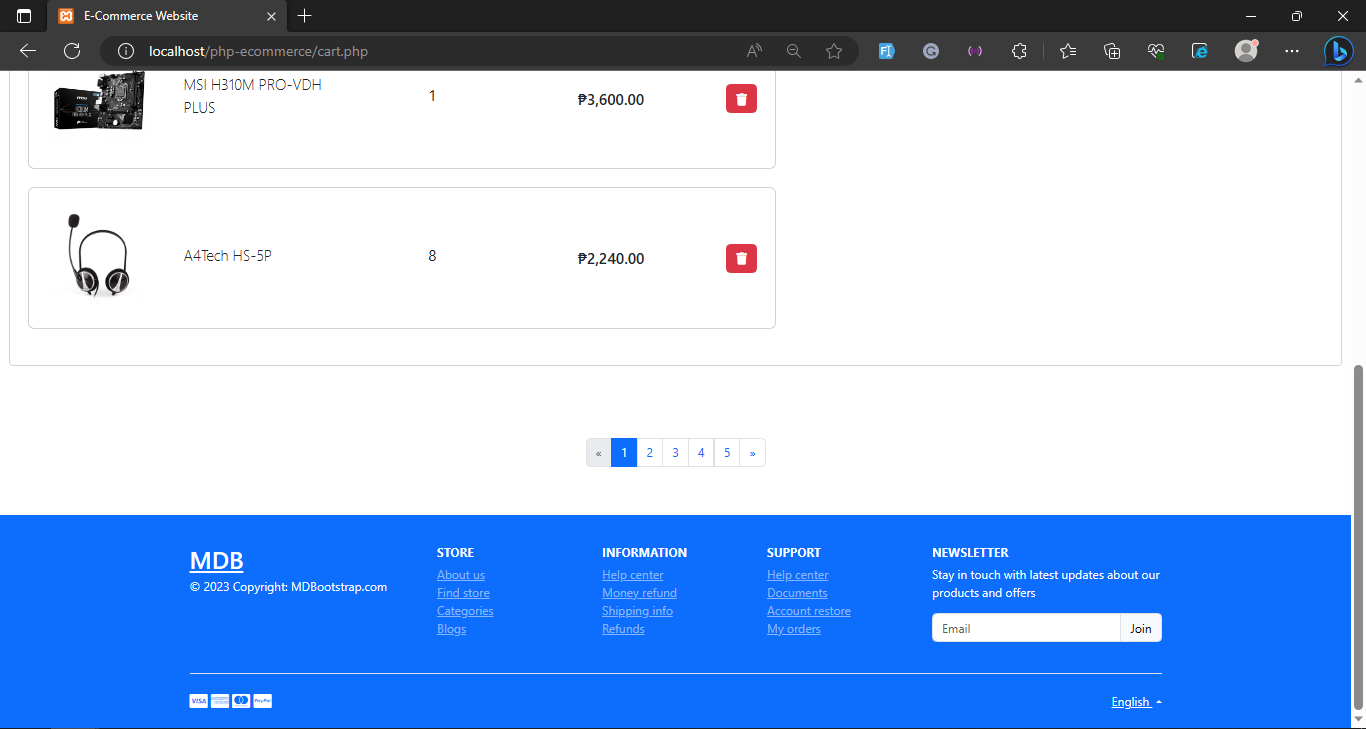 E-Commerce Website
localhost/php-ecommerce/cart.php
MSI H310M PRO-VDH
PLUS
1
₱3,600.00
A4Tech HS-5P
8
₱2,240.00
« 1 2 3 4 5 »
MDB
© 2023 Copyright: MDBootstrap.com
STORE
About us
Find store
Categories
Blogs
INFORMATION
Help center
Money refund
Shipping info
Refunds
SUPPORT
Help center
Documents
Account restore
My orders
NEWSLETTER
Stay in touch with latest updates about our
products and offers
Email
Join
VISA
PayPal
English